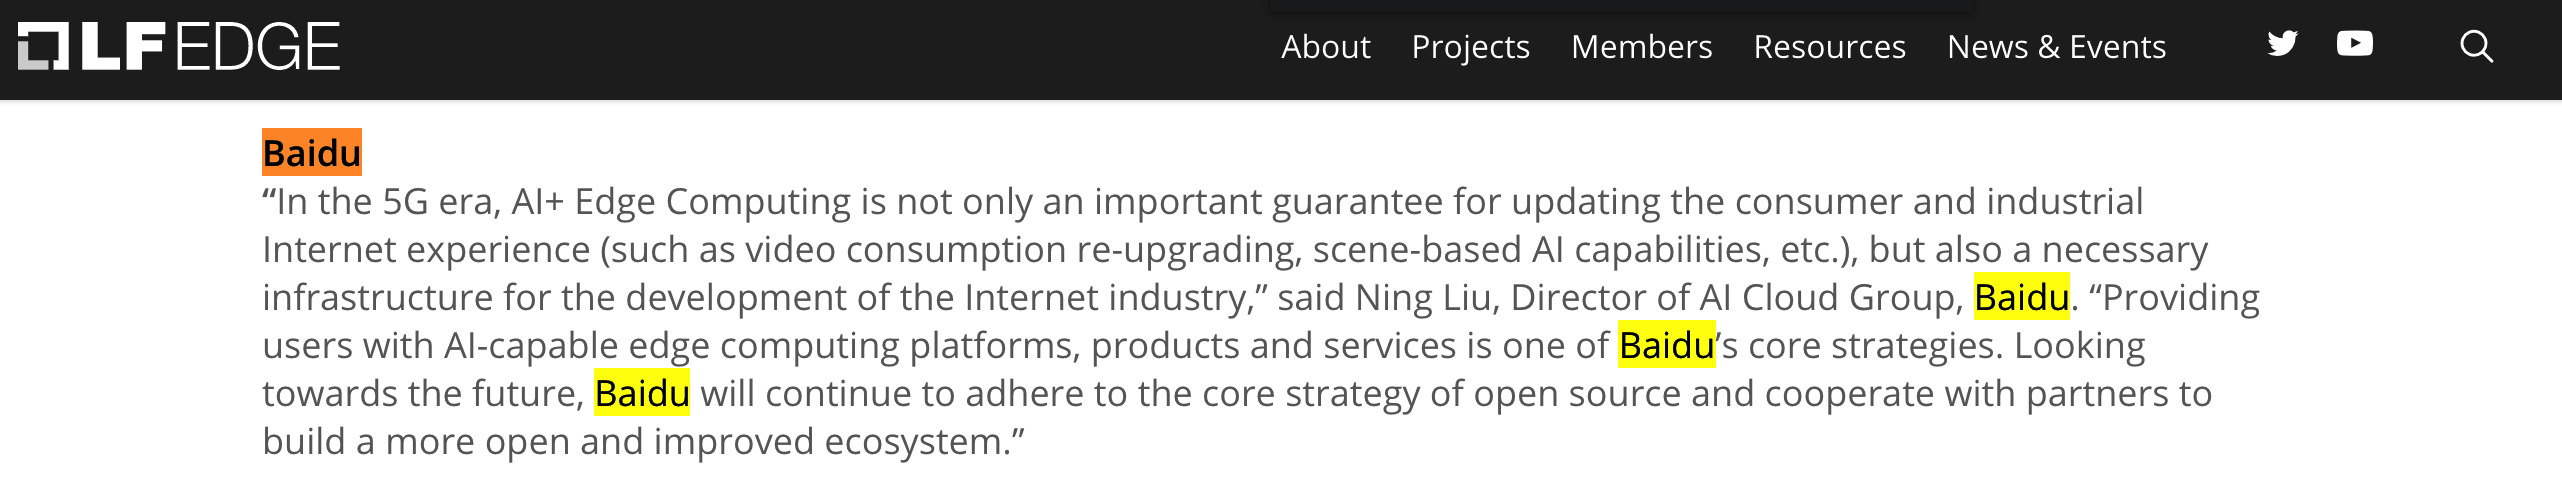 LFEDGE
About Projects Members Resources News & Events
Baidu
“In the 5G era, AI+ Edge Computing is not only an important guarantee for updating the consumer and industrial
Internet experience (such as video consumption re-upgrading, scene-based AI capabilities, etc.), but also a necessary
infrastructure for the development of the Internet industry,” said Ning Liu, Director of AI Cloud Group, Baidu. “Providing
users with AI-capable edge computing platforms, products and services is one of Baidu’s core strategies. Looking
towards the future, Baidu will continue to adhere to the core strategy of open source and cooperate with partners to
build a more open and improved ecosystem.”